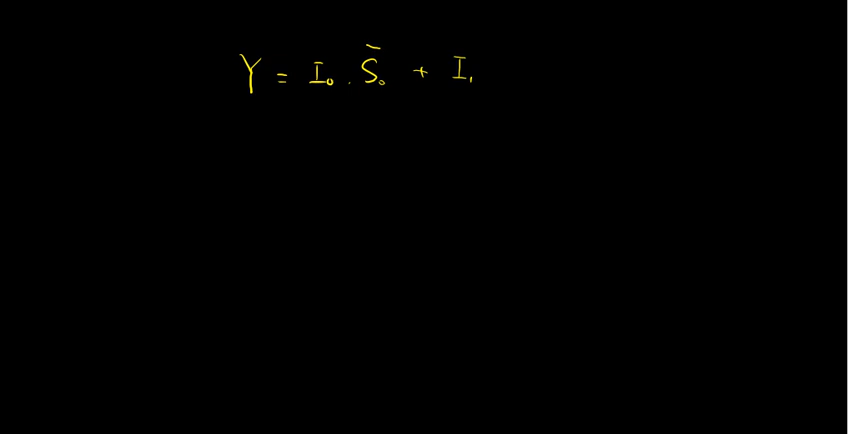 Y = I₀ . S̄₀ + I₁